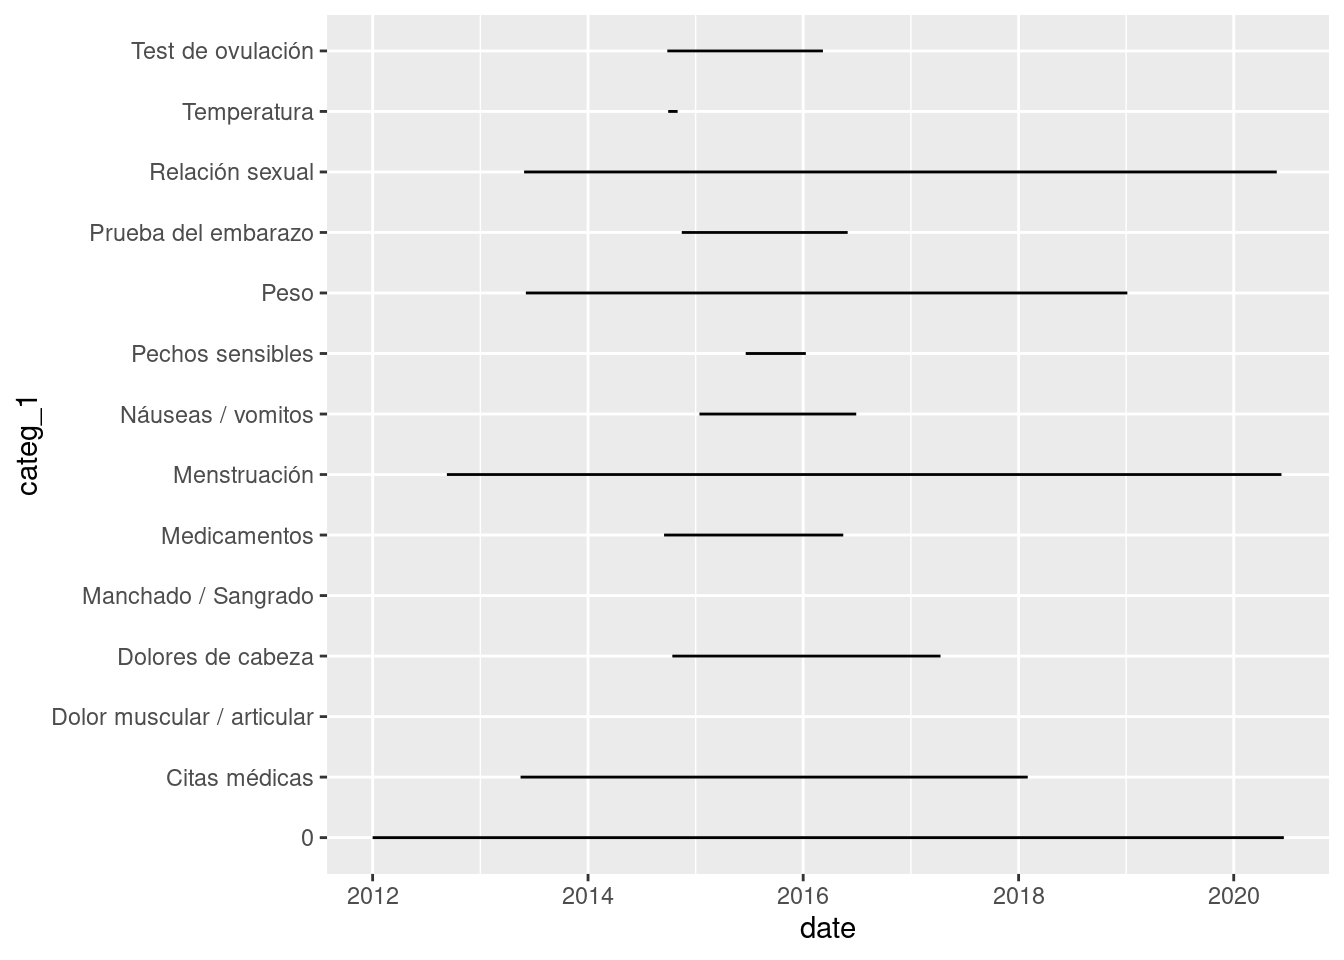 Test de ovulación
Temperatura
Relación sexual
Prueba del embarazo
Peso
Pechos sensibles
Náuseas / vomitos
Menstruación
Medicamentos
Manchado / Sangrado
Dolores de cabeza
Dolor muscular / articular
Citas médicas
0
categ_1
2012 2014 2016 2018 2020
date